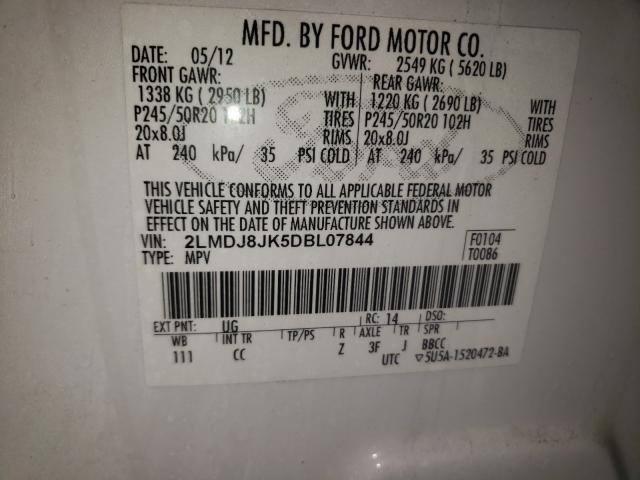 MFD. BY FORD MOTOR CO.
DATE: 05/12 GVWR: 2549 KG ( 5620 LB)
FRONT GAWR: REAR GAWR:
1338 KG ( 2950 LB) WITH 1220 KG ( 2690 LB) WITH
P245/50R20 102H TIRES P245/50R20 102H TIRES
20x8.0J RIMS 20x8.0J RIMS
AT 240 kPa/ 35 PSI COLD AT 240 kPa/ 35 PSI COLD
THIS VEHICLE CONFORMS TO ALL APPLICABLE FEDERAL MOTOR
VEHICLE SAFETY AND THEFT PREVENTION STANDARDS IN
EFFECT ON THE DATE OF MANUFACTURE SHOWN ABOVE.
VIN: 2LMDJ8JK5DBL07844 F0104
TYPE: MPV T0086
EXT PNT: UG RC: 14 DSO:
WB INT TR TP/PS R AXLE TR SPR
111 CC Z 3F J BBCC
UTC ▽5U5A-1520472-BA